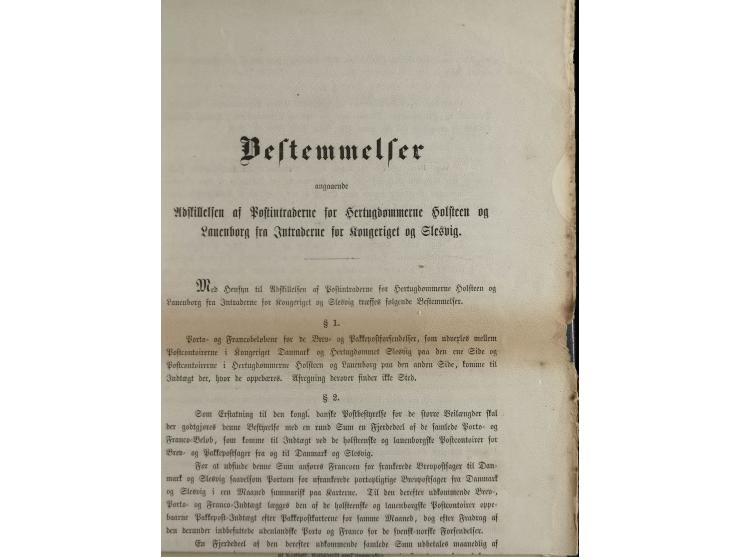 Bestemmelser
angaaende
Adskillelsen af Postintraderne for Hertugdømmerne Holsteen og
Lauenborg fra Intraderne for Kongeriget og Slesvig.
Med Hensyn til Adskillelsen af Postintraderne for Hertugdømmerne Holsteen og
Lauenborg fra Intraderne for Kongeriget og Slesvig træffes følgende Bestemmelser.
§ 1.
Porto- og Francobeløbene for de Brev- og Pakkepostforsendelser, som udvexles mellem
Postcontoirerne i Kongeriget Danmark og Hertugdømmet Slesvig paa den ene Side og
Postcontoirerne i Hertugdømmerne Holsteen og Lauenborg paa den anden Side, komme til
Indtægt der, hvor de oppebæres. Afregning derover finder ikke Sted.
§ 2.
Som Erstatning til den kongl. danske Postbestyrelse for de større Veilængder skal
der godtgjøres denne Bestyrelse med en rund Sum en Fjerdedeel af de samlede Porto- og
Franco-Beløb, som komme til Indtægt ved de holsteenske og lauenborgske Postcontoirer for
Brev- og Pakkepostsager fra og til Danmark og Slesvig.
For at udfinde denne Sum anføres Francoen for frankerede Brevpostsager til Dan-
mark og Slesvig saavelsom Portoen for ufrankerede portopligtige Brevpostsager fra Danmark
og Slesvig i een Maaned summarisk paa Karterne. Til den derefter udkommende Brev-,
Porto- og Franco-Indtægt lægges den af de holsteenske og lauenborgske Postcontoirer oppe-
baarne Pakkepost-Indtægt efter Pakkepostkarterne for samme Maaned, dog efter Fradrag af
den derunder indbefattede udenlandske Porto og Franco for de svensk-norske Forsendelser.
En Fjerdedeel af den derefter udkommende samlede Sum udbetales maanedlig af